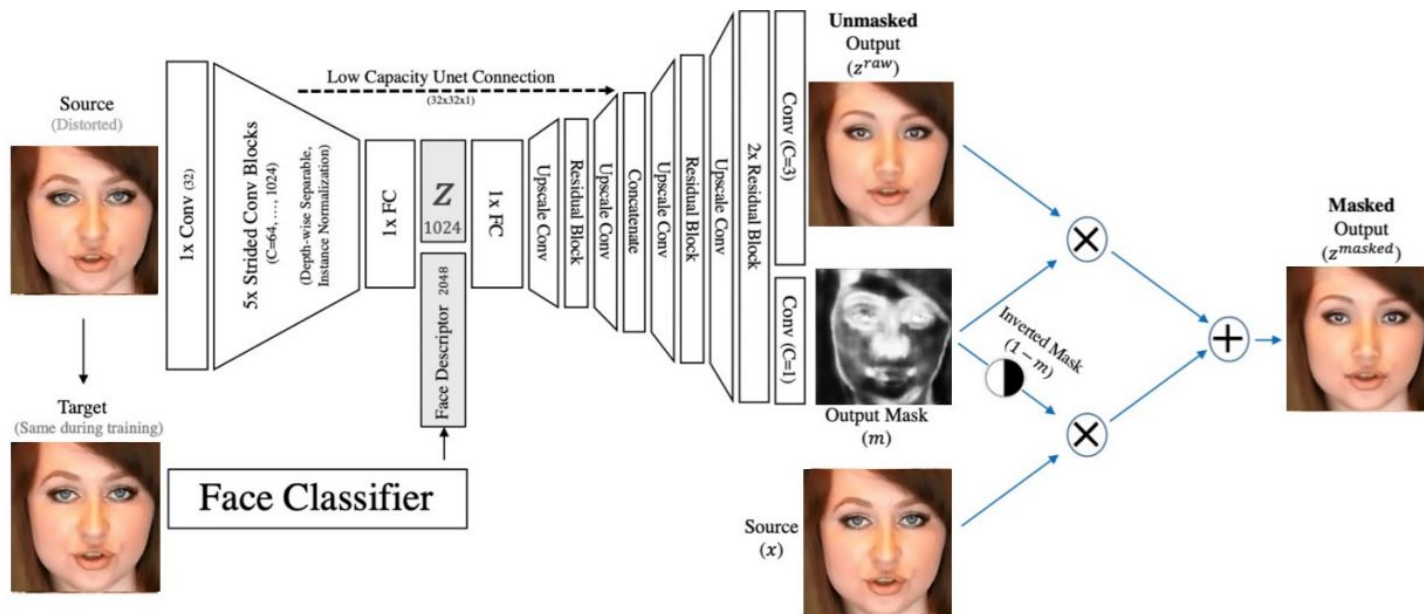 Source
(Distorted)
Target
(Same during training)
1x Conv (32)
5x Strided Conv Blocks
(C=64, …, 1024)
(Depth-wise Separable,
Instance Normalization)
Low Capacity Unet Connection
(32x32x1)
1x FC
Z
1024
Face Descriptor 2048
1x FC
Face Classifier
Upscale Conv
Residual Block
Upscale Conv
Concatenate
Upscale Conv
Residual Block
Upscale Conv
2x Residual Block
Conv (C=3)
Conv (C=1)
Unmasked
Output
(z^raw)
Output Mask
(m)
Source
(x)
Inverted Mask
(1 − m)
×
×
+
Masked
Output
(z^masked)